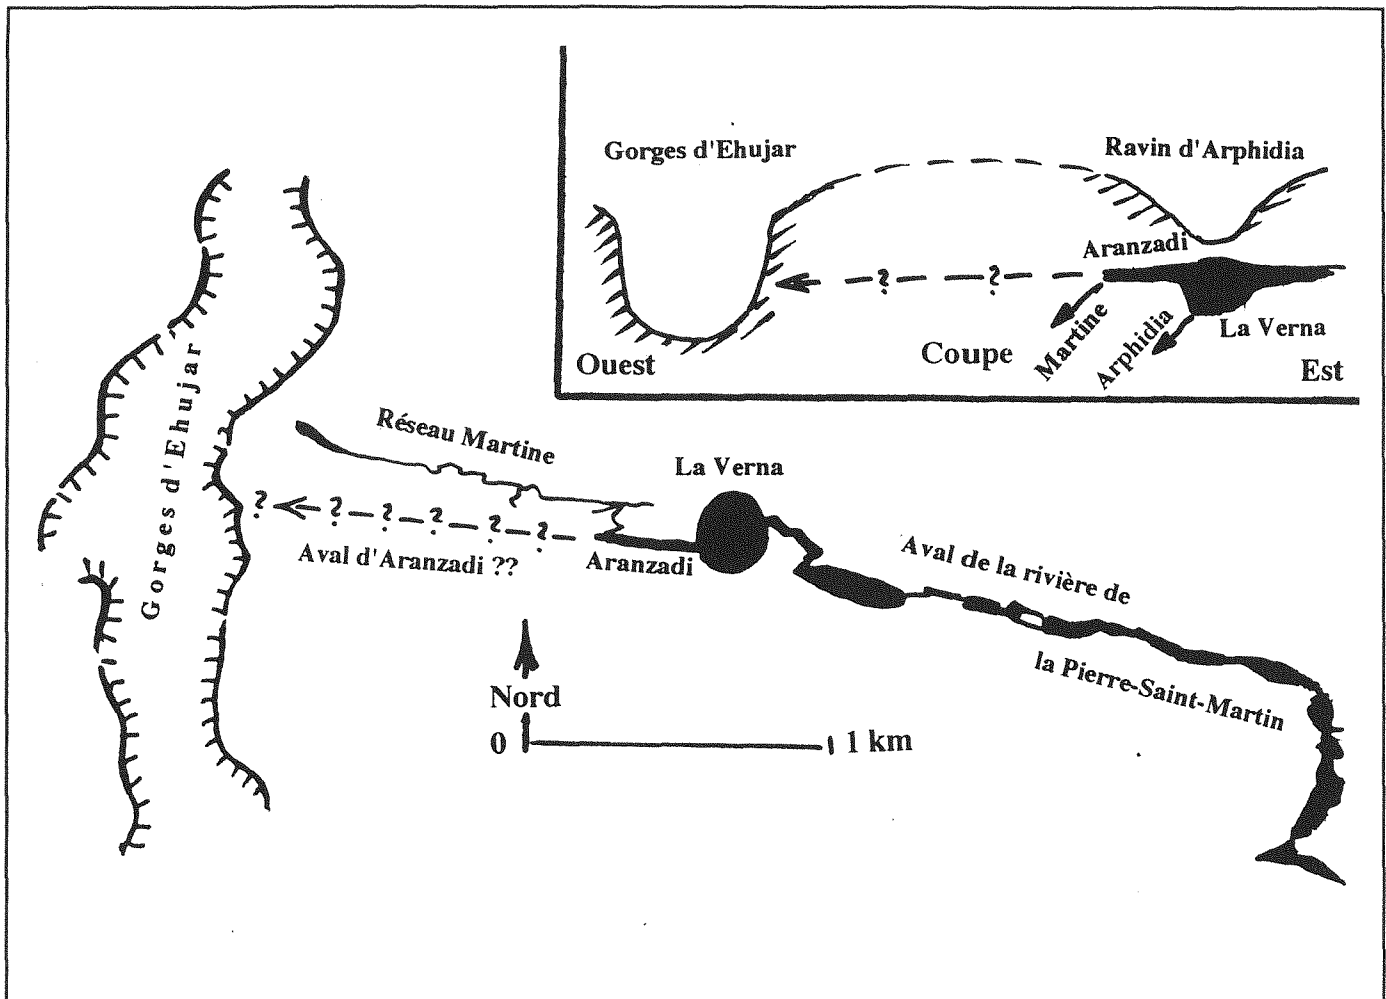 Gorges d'Ehujar
Ravin d'Arphidia
Aranzadi
? ?
Martine
Arphidia
La Verna
Coupe
Ouest
Est
Gorges d'Ehujar
Réseau Martine
La Verna
? ? ? ? ? ?
Aval d'Aranzadi ??
Aranzadi
Aval de la rivière de
la Pierre-Saint-Martin
Nord
0 1 km